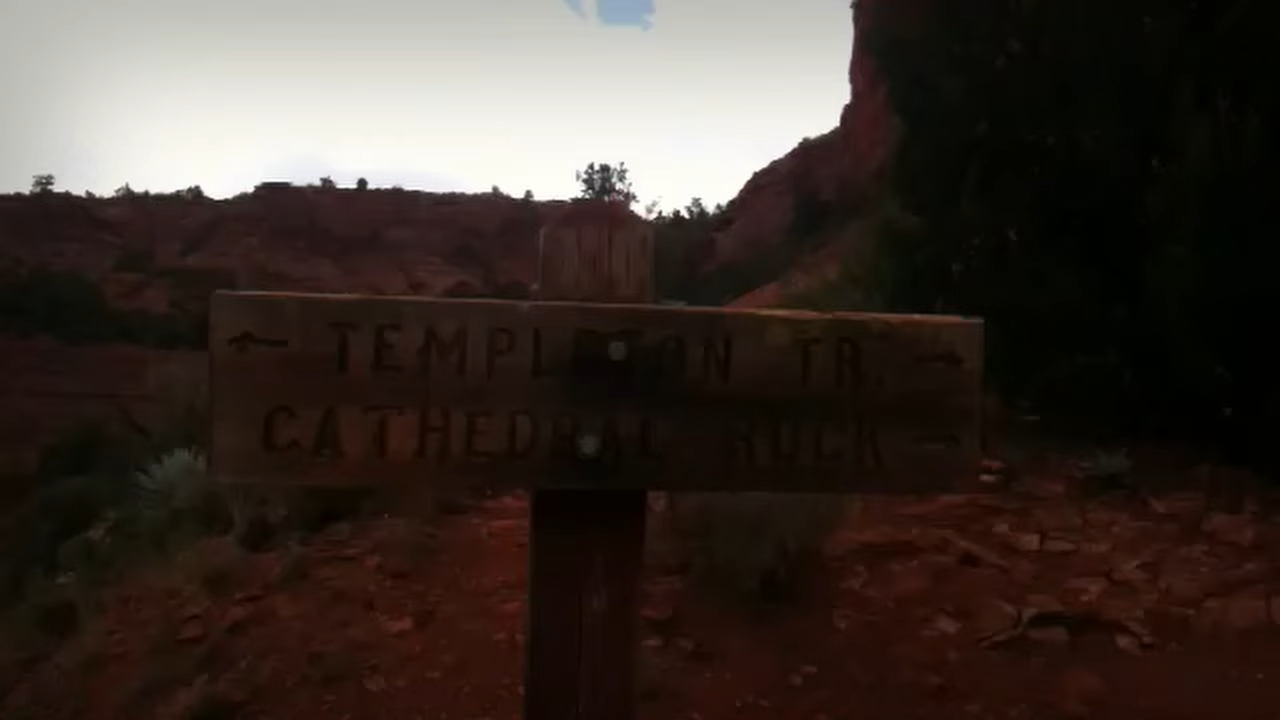 ← TEMPLETON TR. →
CATHEDRAL ROCK →